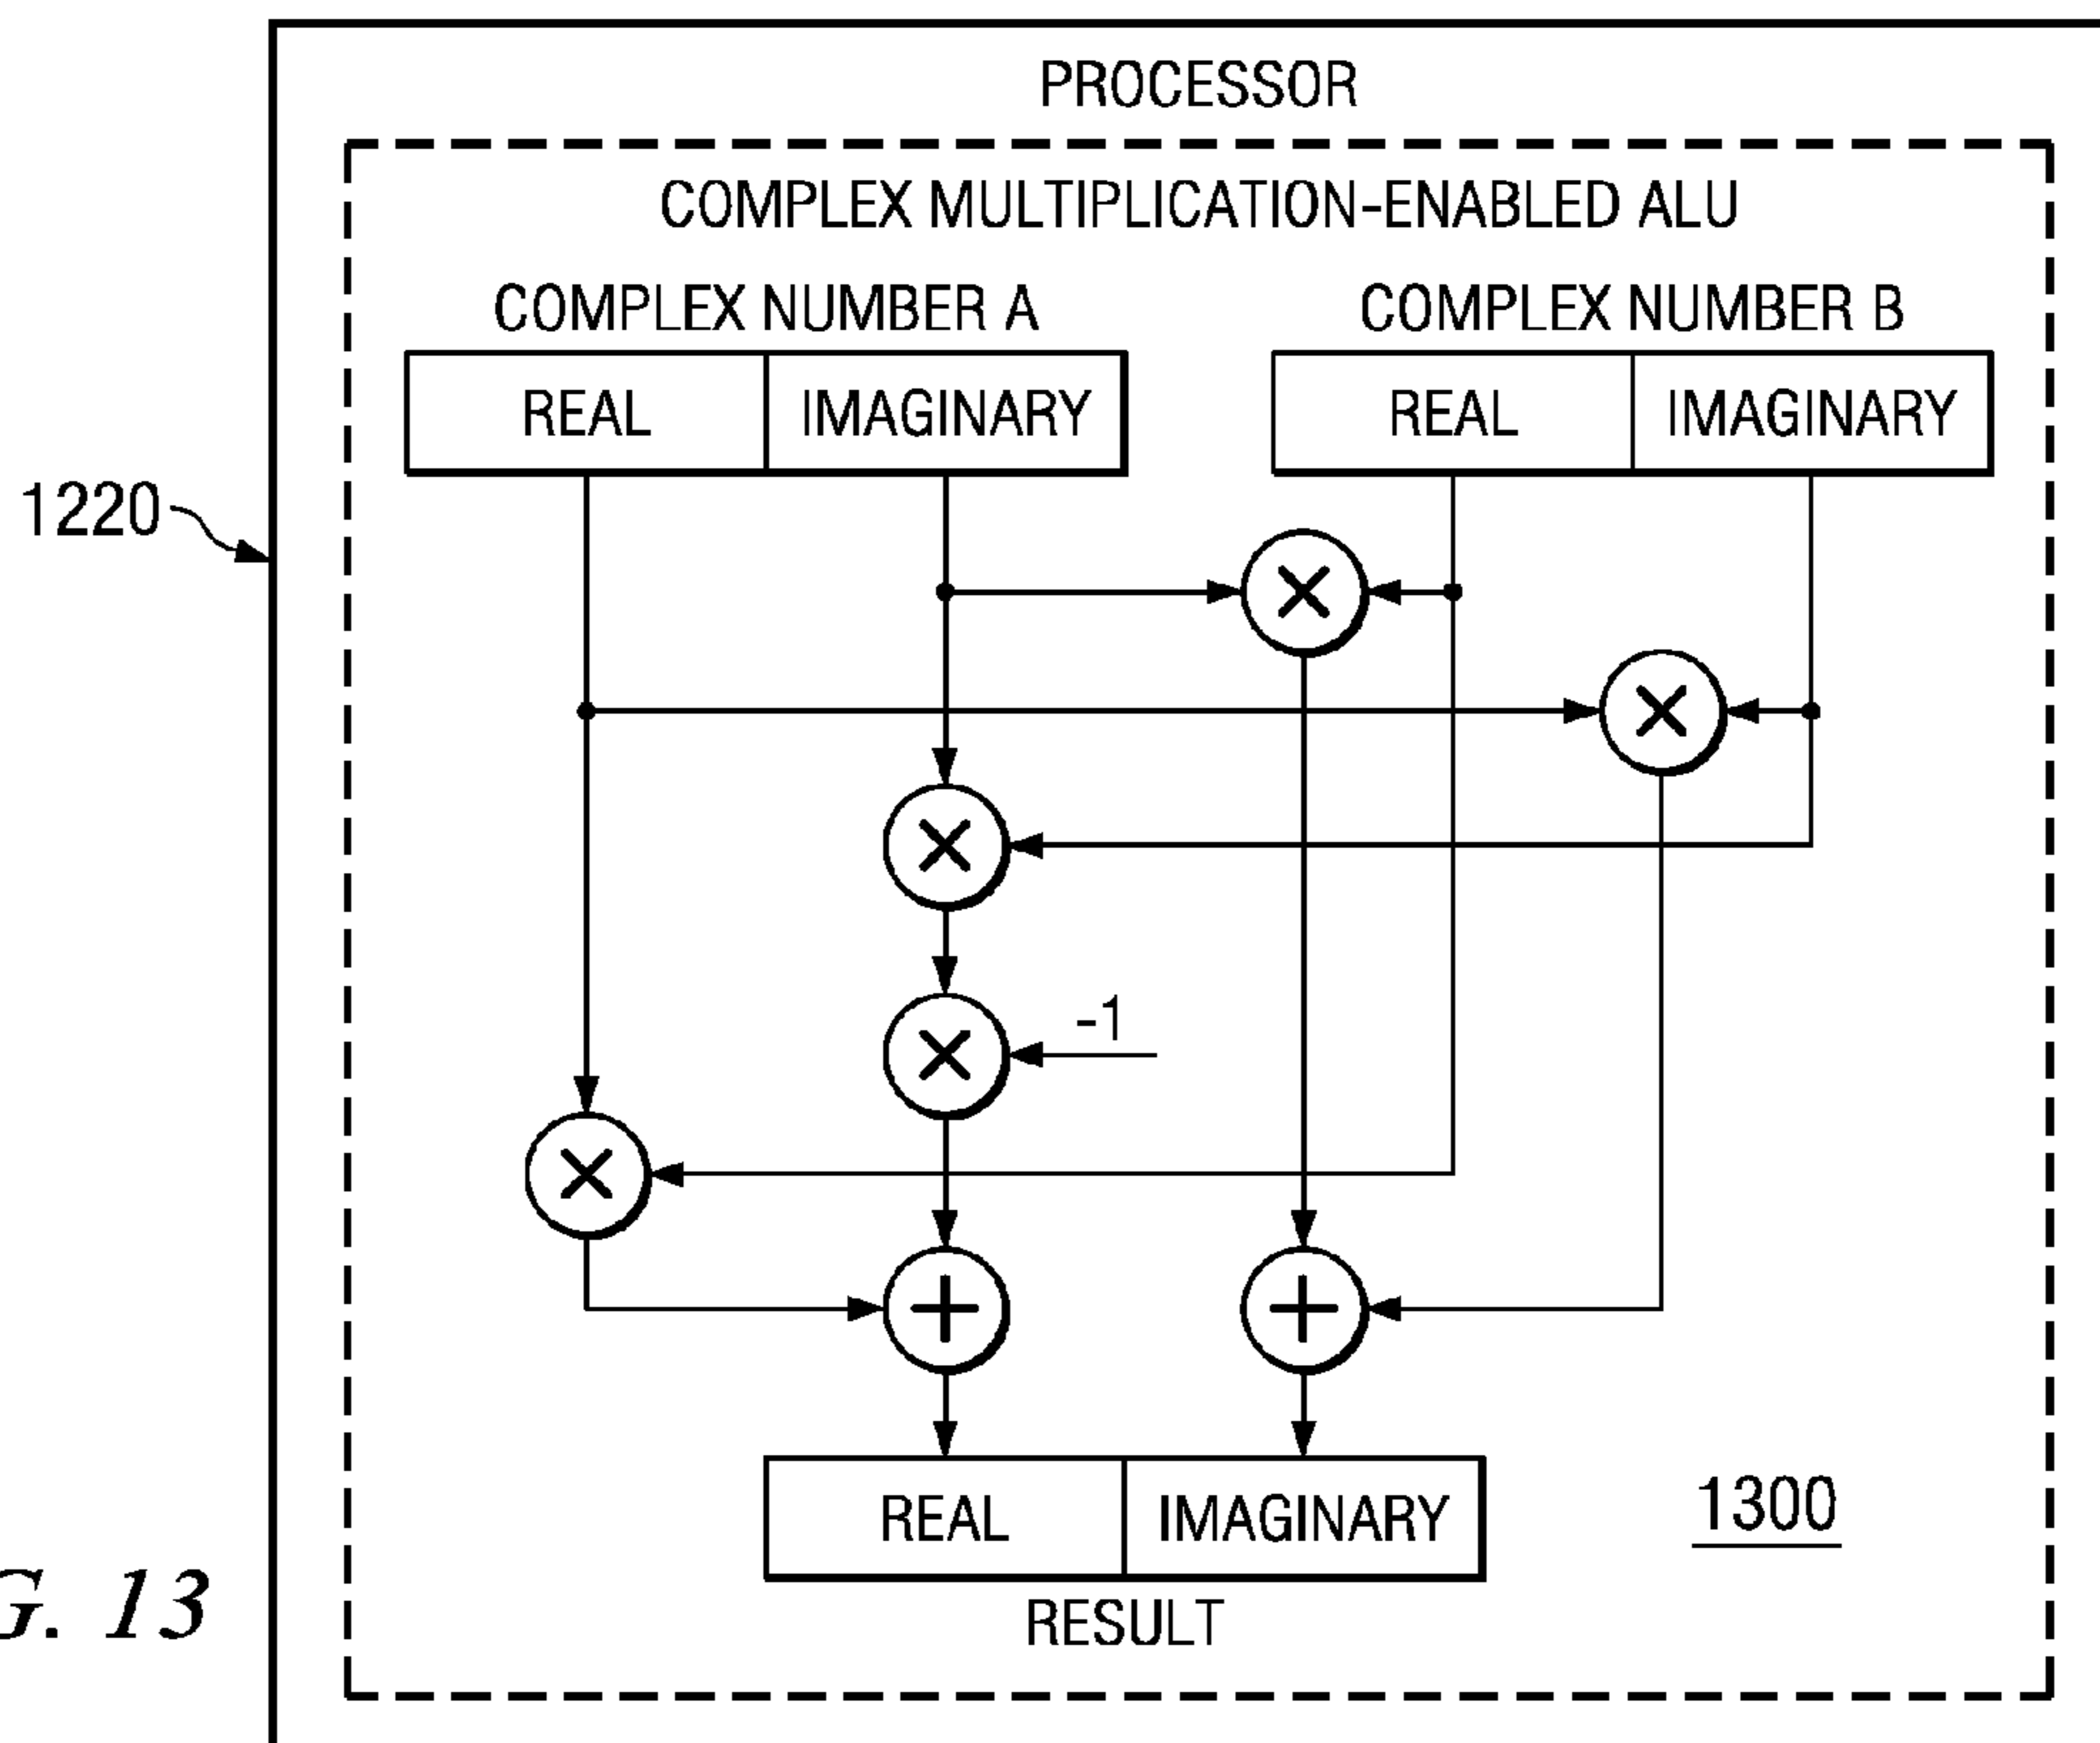 PROCESSOR
COMPLEX MULTIPLICATION-ENABLED ALU
COMPLEX NUMBER A
COMPLEX NUMBER B
REAL
IMAGINARY
REAL
IMAGINARY
1220
-1
REAL
IMAGINARY
1300
RESULT
G. 13